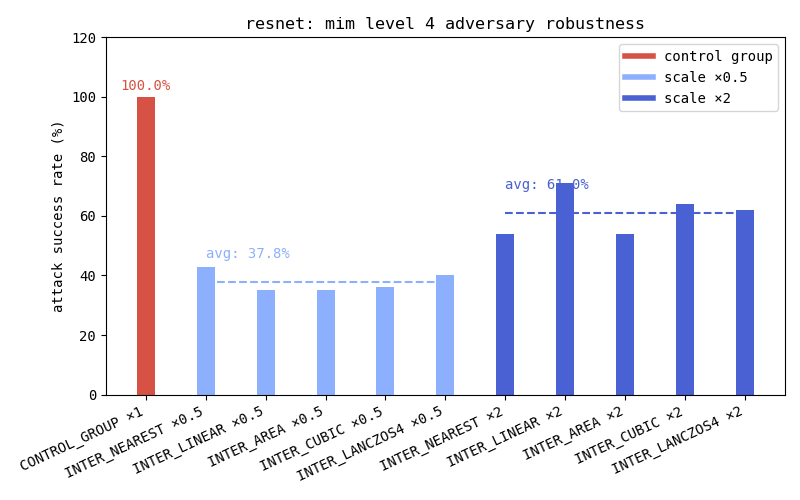 resnet: mim level 4 adversary robustness
attack success rate (%)
120
100
80
60
40
20
0
control group
scale ×0.5
scale ×2
100.0%
avg: 37.8%
avg: 61.0%
CONTROL_GROUP ×1
INTER_NEAREST ×0.5
INTER_LINEAR ×0.5
INTER_AREA ×0.5
INTER_CUBIC ×0.5
INTER_LANCZOS4 ×0.5
INTER_NEAREST ×2
INTER_LINEAR ×2
INTER_AREA ×2
INTER_CUBIC ×2
INTER_LANCZOS4 ×2